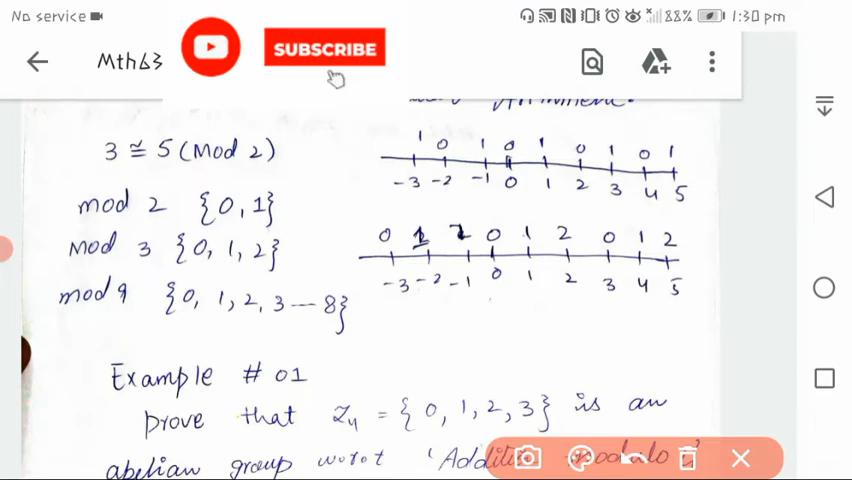 No service 88% 1:30 pm
SUBSCRIBE
Mth63
3 ≅ 5 (Mod 2)
1 0 1 0 1 0 1 0 1
-3 -2 -1 0 1 2 3 4 5
mod 2 {0, 1}
Mod 3 {0, 1, 2}
0 1 2 0 1 2
-3 -2 -1 0 1 2 3 4 5
mod 9 {0, 1, 2, 3 --- 8}
Example # 01
prove that Z₄ = {0, 1, 2, 3} is an
abelian group w.r.t